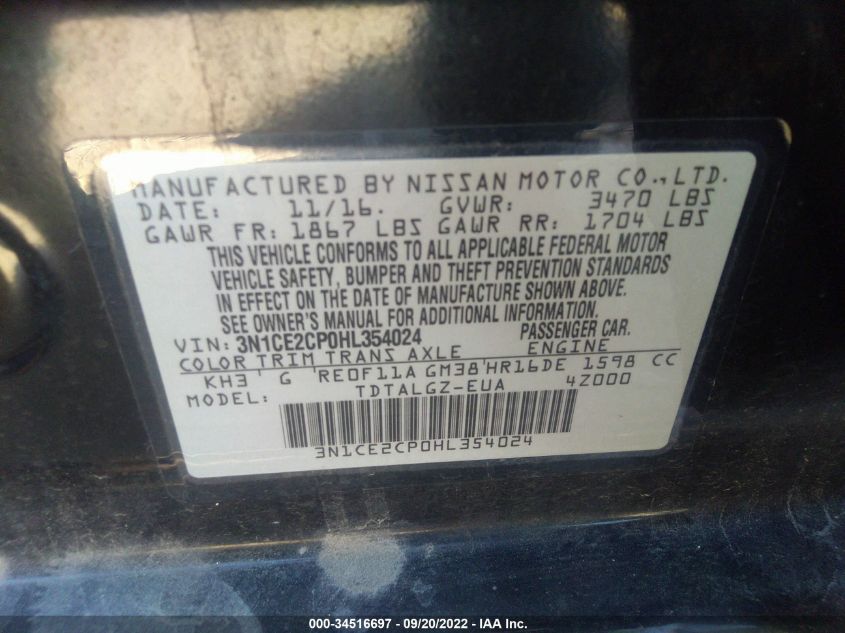 MANUFACTURED BY NISSAN MOTOR CO., LTD.
DATE: 11/16. GVWR: 3470 LBS
GAWR FR: 1867 LBS GAWR RR: 1704 LBS
THIS VEHICLE CONFORMS TO ALL APPLICABLE FEDERAL MOTOR
VEHICLE SAFETY, BUMPER AND THEFT PREVENTION STANDARDS
IN EFFECT ON THE DATE OF MANUFACTURE SHOWN ABOVE.
SEE OWNER'S MANUAL FOR ADDITIONAL INFORMATION.
VIN: 3N1CE2CP0HL354024 PASSENGER CAR.
COLOR TRIM TRANS AXLE ENGINE
KH3 ' G 'RE0F11A GM38'HR16DE 1598 CC
MODEL: TDTALGZ-EUA 4Z000
3N1CE2CP0HL354024
000-34516697 - 09/20/2022 - IAA Inc.